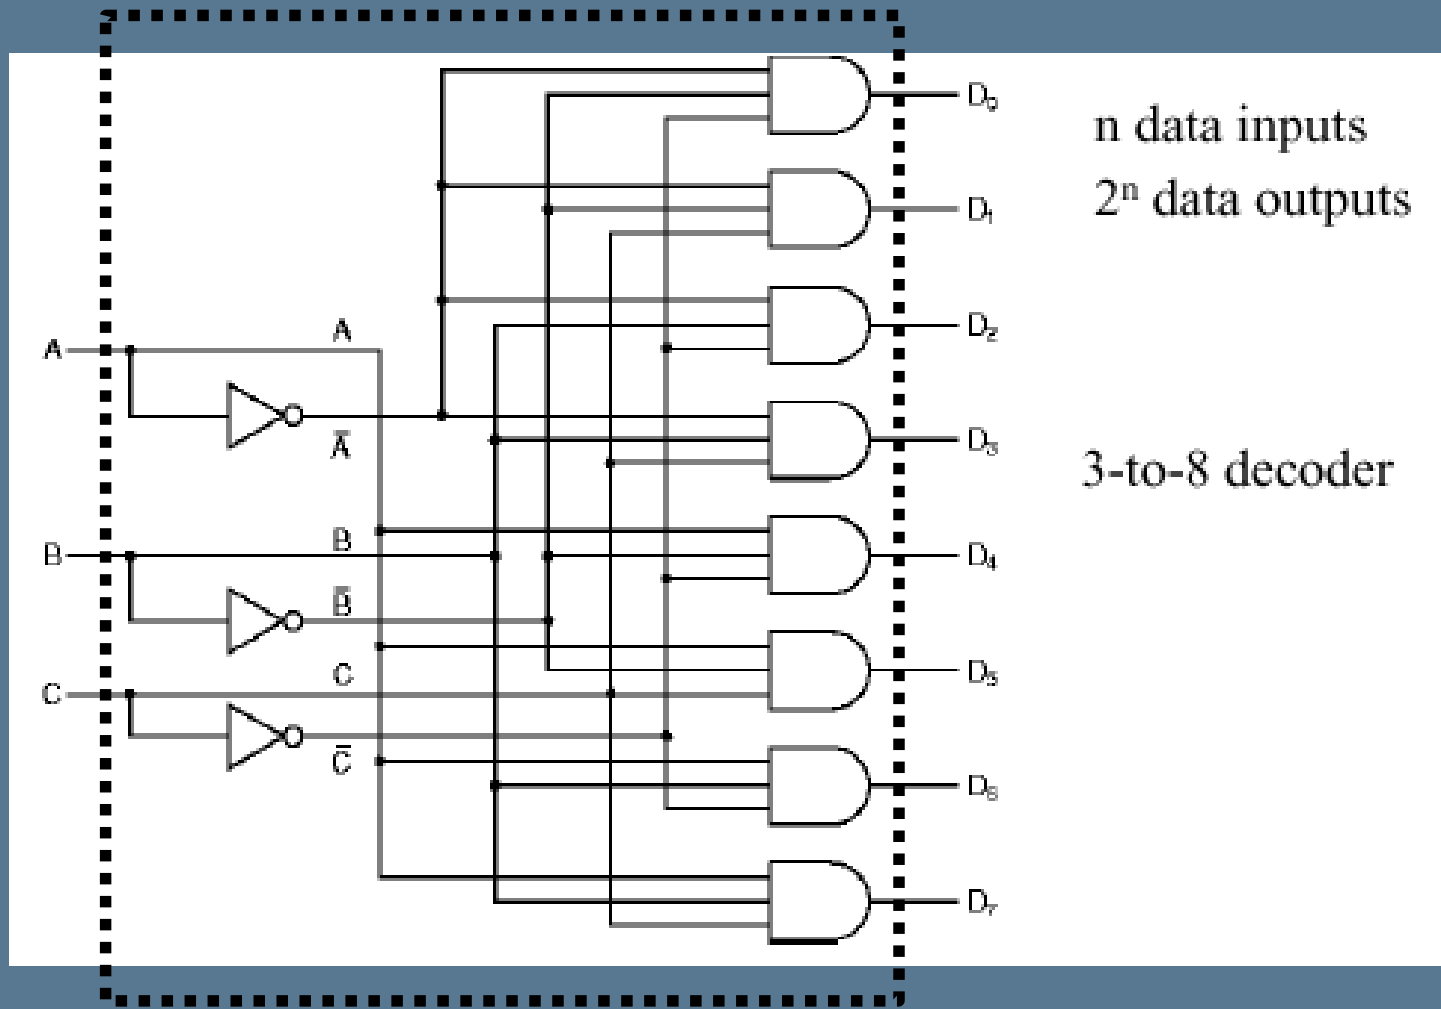 D₀
n data inputs
2ⁿ data outputs
D₁
D₂
A
A
A̅
D₃
3-to-8 decoder
B
B
D₄
B̅
C
C
D₅
C̅
D₆
D₇